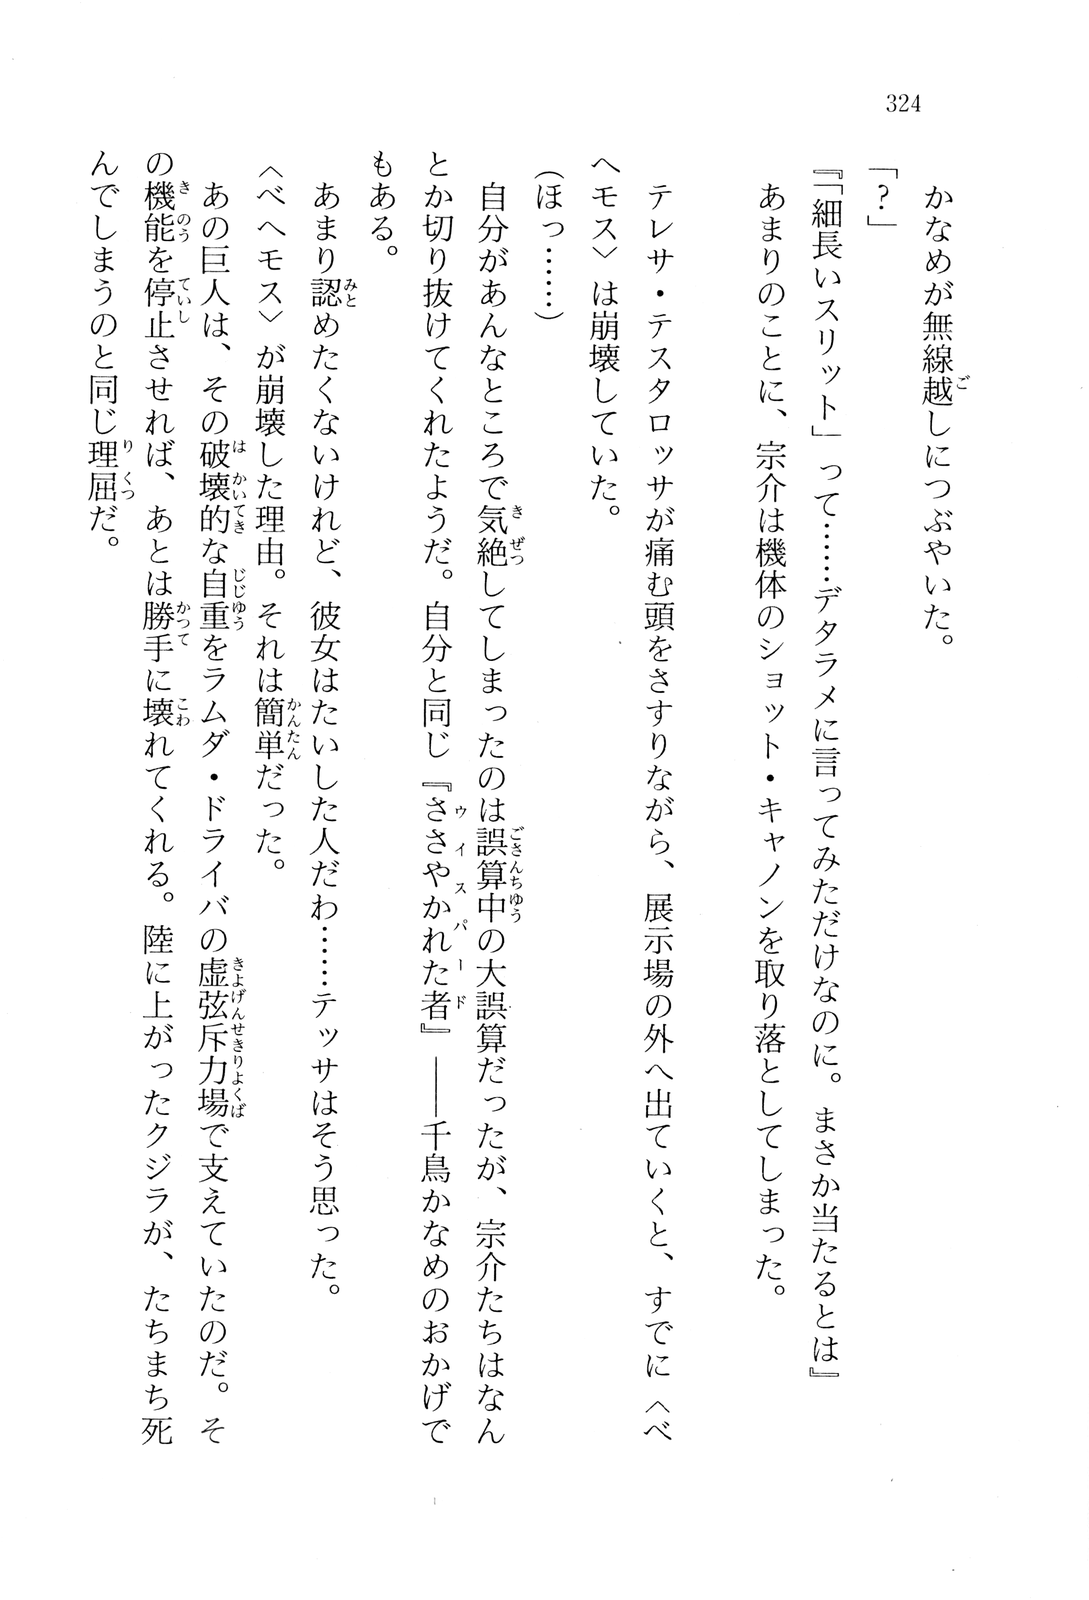 324
かなめが無線越しにつぶやいた。
「？」
『「細長いスリット」って……デタラメに言ってみただけなのに。まさか当たるとは』
あまりのことに、宗介は機体のショット・キャノンを取り落としてしまった。
テレサ・テスタロッサが痛む頭をさすりながら、展示場の外へ出ていくと、すでに〈ベ
ヘモス〉は崩壊していた。
（ほっ……）
自分があんなところで気絶してしまったのは誤算中の大誤算だったが、宗介たちはなん
とか切り抜けてくれたようだ。自分と同じ『ささやかれた者』――千鳥かなめのおかげで
もある。
あまり認めたくないけれど、彼女はたいした人だわ……テッサはそう思った。
〈ベヘモス〉が崩壊した理由。それは簡単だった。
あの巨人は、その破壊的な自重をラムダ・ドライバの虚弦斥力場で支えていたのだ。そ
の機能を停止させれば、あとは勝手に壊れてくれる。陸に上がったクジラが、たちまち死
んでしまうのと同じ理屈だ。